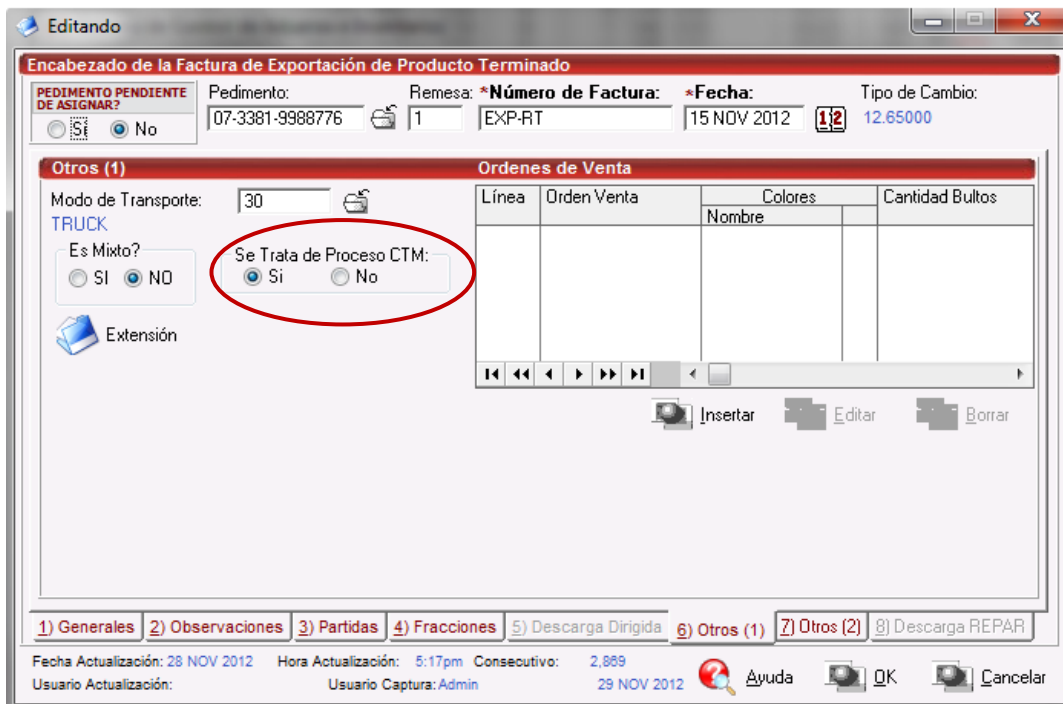 Editando
Encabezado de la Factura de Exportación de Producto Terminado
PEDIMENTO PENDIENTE DE ASIGNAR?
Si No
Pedimento: Remesa: *Número de Factura: *Fecha: Tipo de Cambio:
07-3381-9988776 1 EXP-RT 15 NOV 2012 12 12.65000
Otros (1) Ordenes de Venta
Modo de Transporte: 30
TRUCK
Es Mixto?
SI NO
Se Trata de Proceso CTM:
Si No
Extensión
Línea Orden Venta Colores Cantidad Bultos
Nombre
Insertar Editar Borrar
1) Generales 2) Observaciones 3) Partidas 4) Fracciones 5) Descarga Dirigida 6) Otros (1) 7) Otros (2) 8) Descarga REPAR
Fecha Actualización: 28 NOV 2012 Hora Actualización: 5:17pm Consecutivo: 2,869
Usuario Actualización: Usuario Captura: Admin 29 NOV 2012
Ayuda OK Cancelar